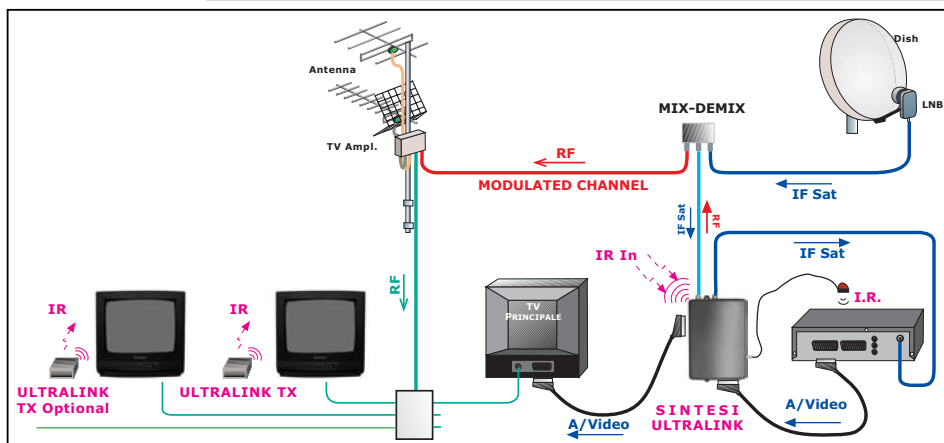 Dish
Antenna
LNB
MIX-DEMIX
TV Ampl.
RF
MODULATED CHANNEL
IF Sat
IF Sat
RF
IR In
IF Sat
RF
IR
IR
TV
PRINCIPALE
I.R.
ULTRALINK
TX Optional
ULTRALINK TX
SINTESI
ULTRALINK
A/Video
A/Video